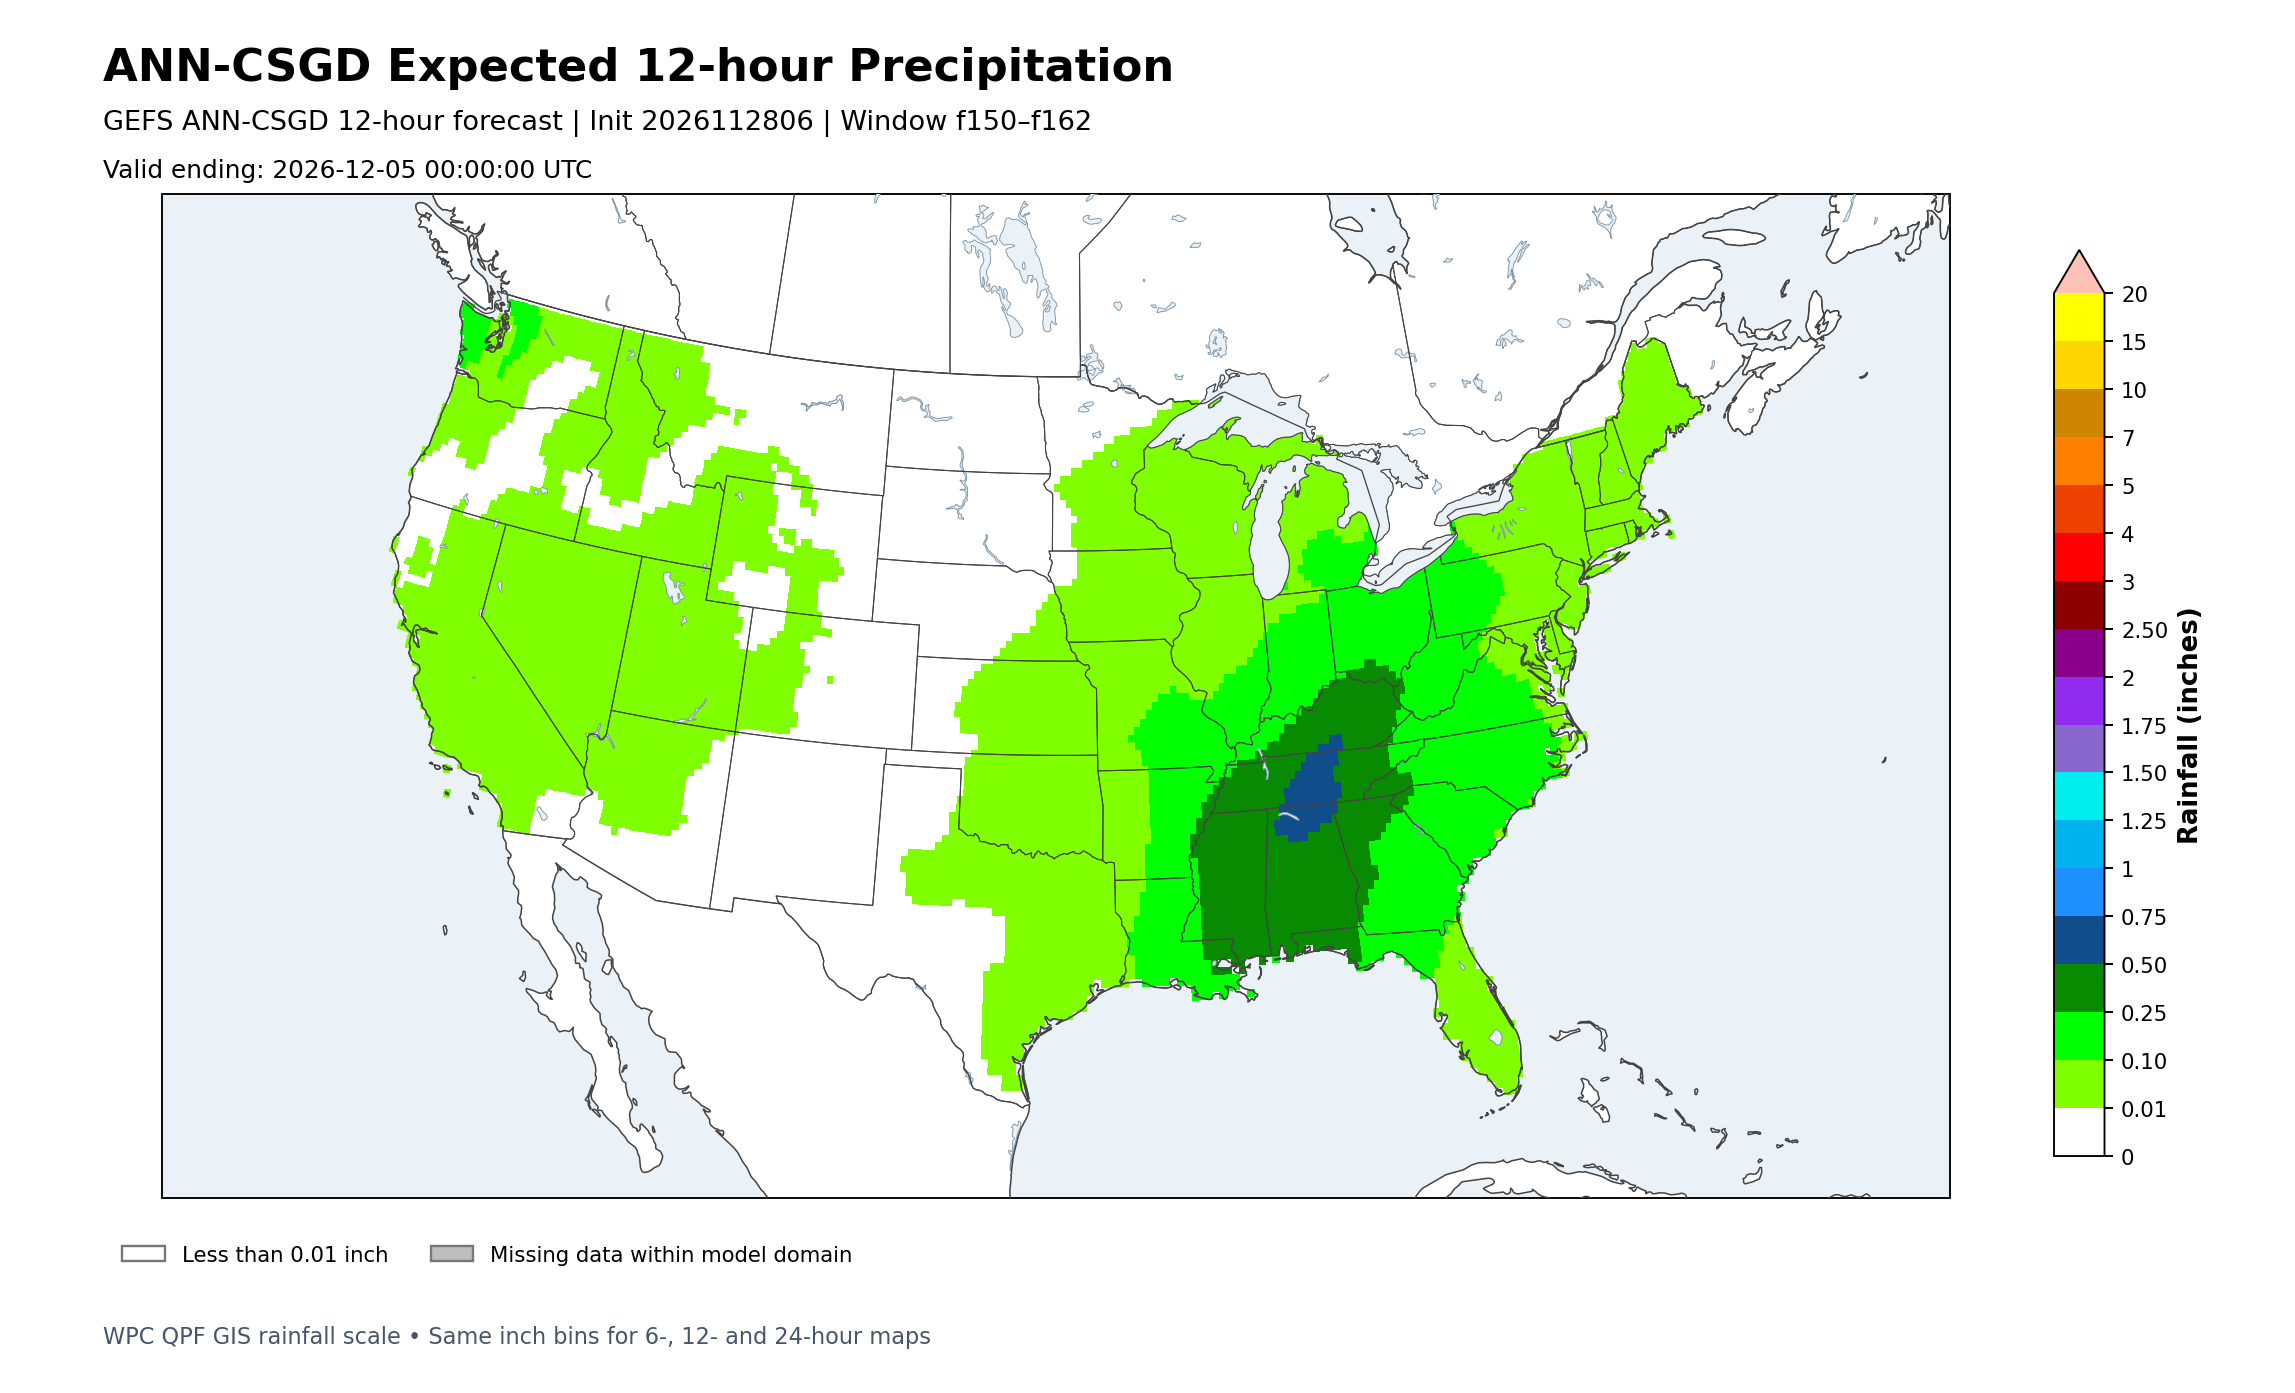 ANN-CSGD Expected 12-hour Precipitation
GEFS ANN-CSGD 12-hour forecast | Init 2026112806 | Window f150–f162
Valid ending: 2026-12-05 00:00:00 UTC
20
15
10
7
5
4
3
2.50
2
1.75
1.50
1.25
1
0.75
0.50
0.25
0.10
0.01
0
Rainfall (inches)
Less than 0.01 inch
Missing data within model domain
WPC QPF GIS rainfall scale • Same inch bins for 6-, 12- and 24-hour maps